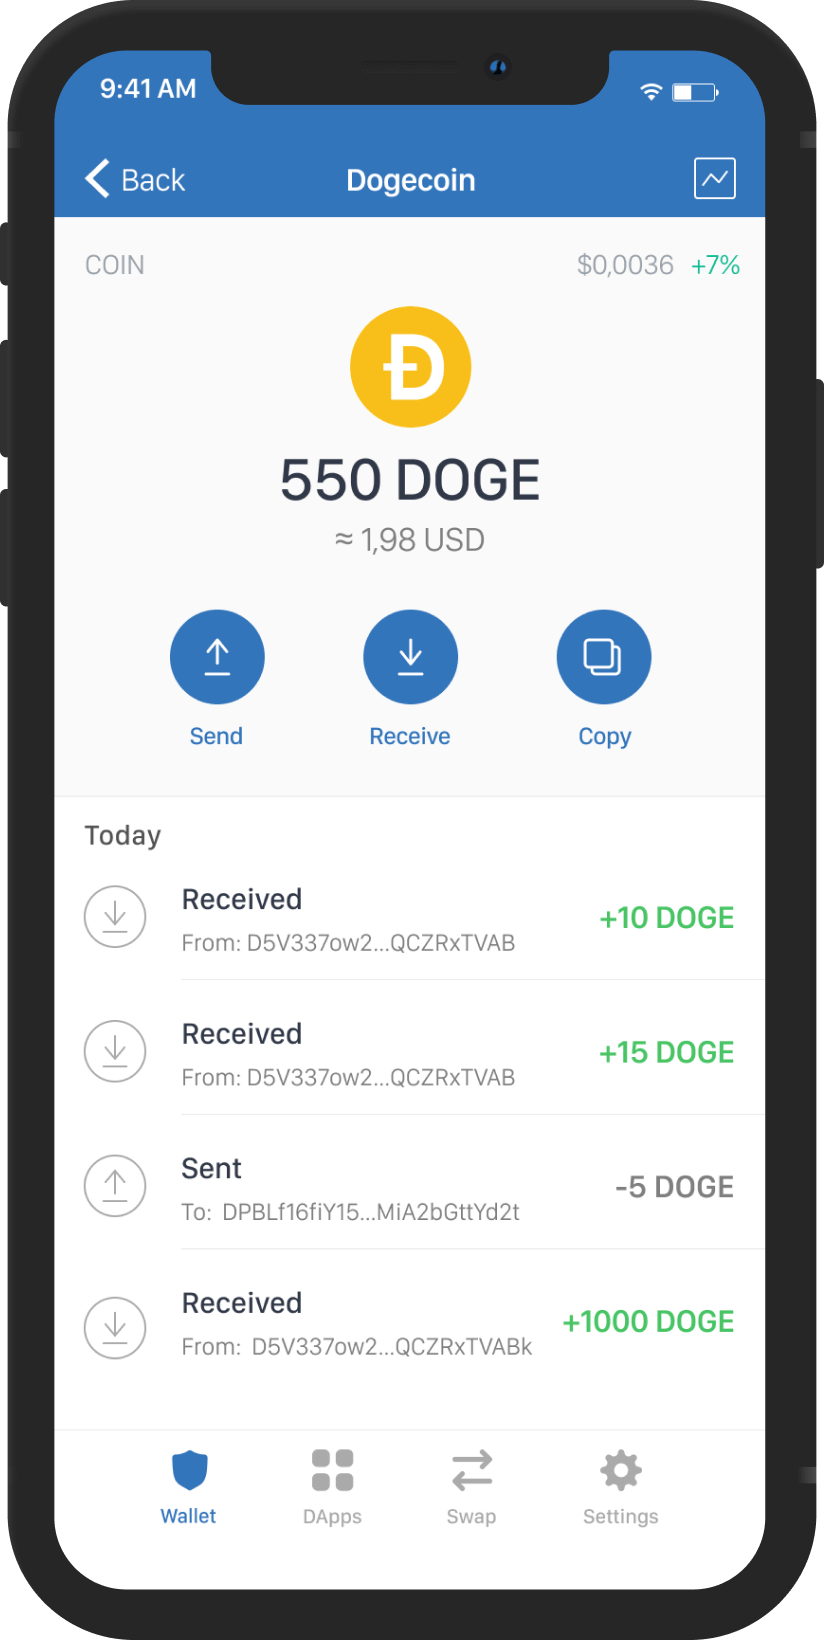 9:41 AM
Back
Dogecoin
COIN
$0,0036 +7%
550 DOGE
≈ 1,98 USD
Send
Receive
Copy
Today
Received
+10 DOGE
From: D5V337ow2...QCZRxTVAB
Received
+15 DOGE
From: D5V337ow2...QCZRxTVAB
Sent
-5 DOGE
To: DPBLf16fiY15...MiA2bGttYd2t
Received
+1000 DOGE
From: D5V337ow2...QCZRxTVABk
Wallet
DApps
Swap
Settings